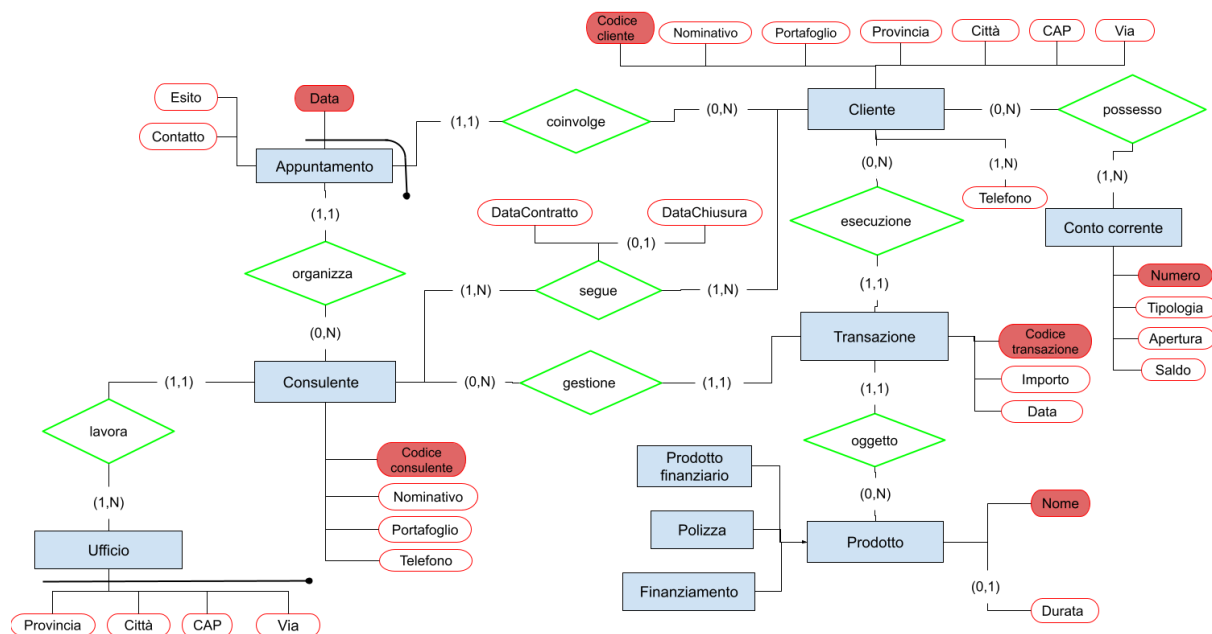 Codice
cliente
Nominativo
Portafoglio
Provincia
Città
CAP
Via
Esito
Data
Contatto
(1,1)
coinvolge
(0,N)
Cliente
(0,N)
possesso
Appuntamento
(1,1)
(0,N)
(1,N)
(1,N)
DataContratto
DataChiusura
Telefono
esecuzione
Conto corrente
(0,1)
organizza
(1,N)
segue
(1,N)
(1,1)
Numero
Tipologia
Apertura
Saldo
(0,N)
Transazione
Codice
transazione
Importo
Data
(1,1)
Consulente
(0,N)
gestione
(1,1)
(1,1)
lavora
oggetto
Codice
consulente
Nominativo
Portafoglio
Telefono
Prodotto
finanziario
(1,N)
(0,N)
Nome
Polizza
Ufficio
Prodotto
Finanziamento
(0,1)
Durata
Provincia
Città
CAP
Via